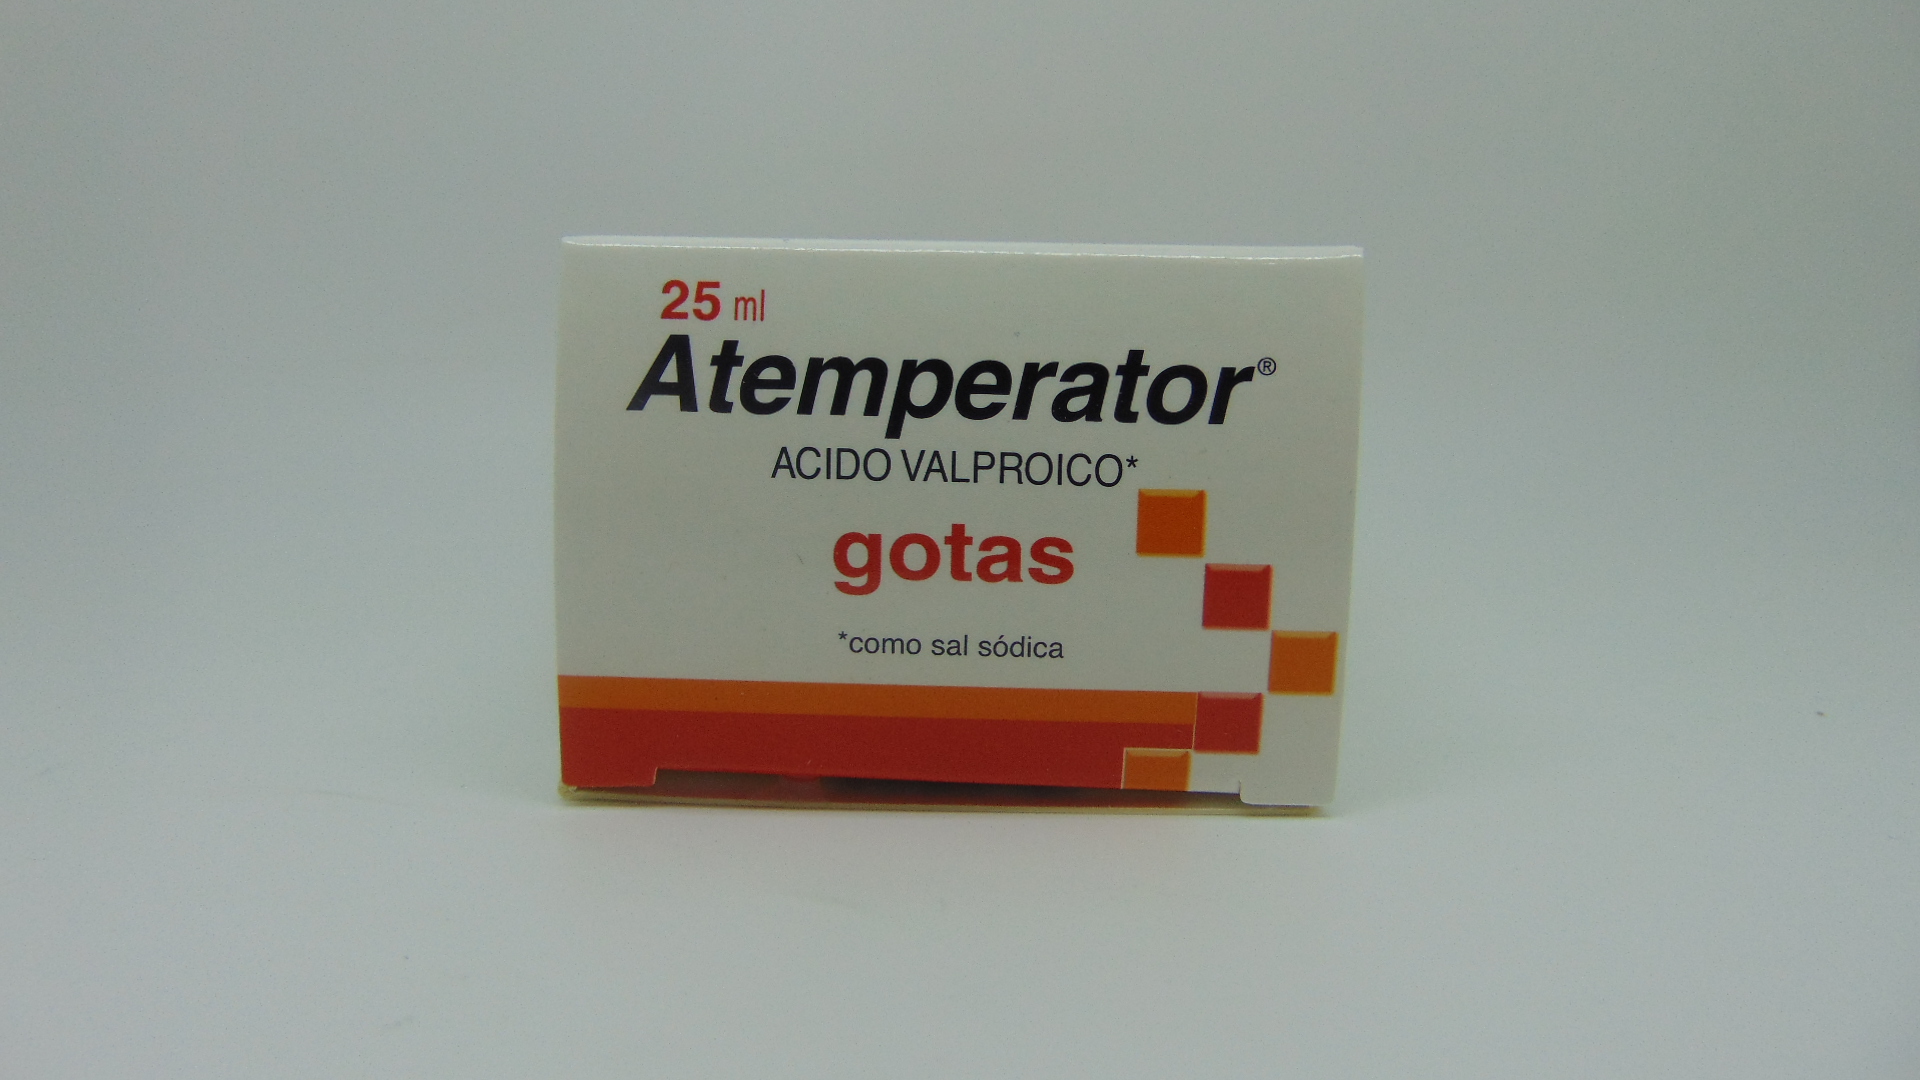 25 ml
Atemperator®
ACIDO VALPROICO*
gotas
*como sal sódica